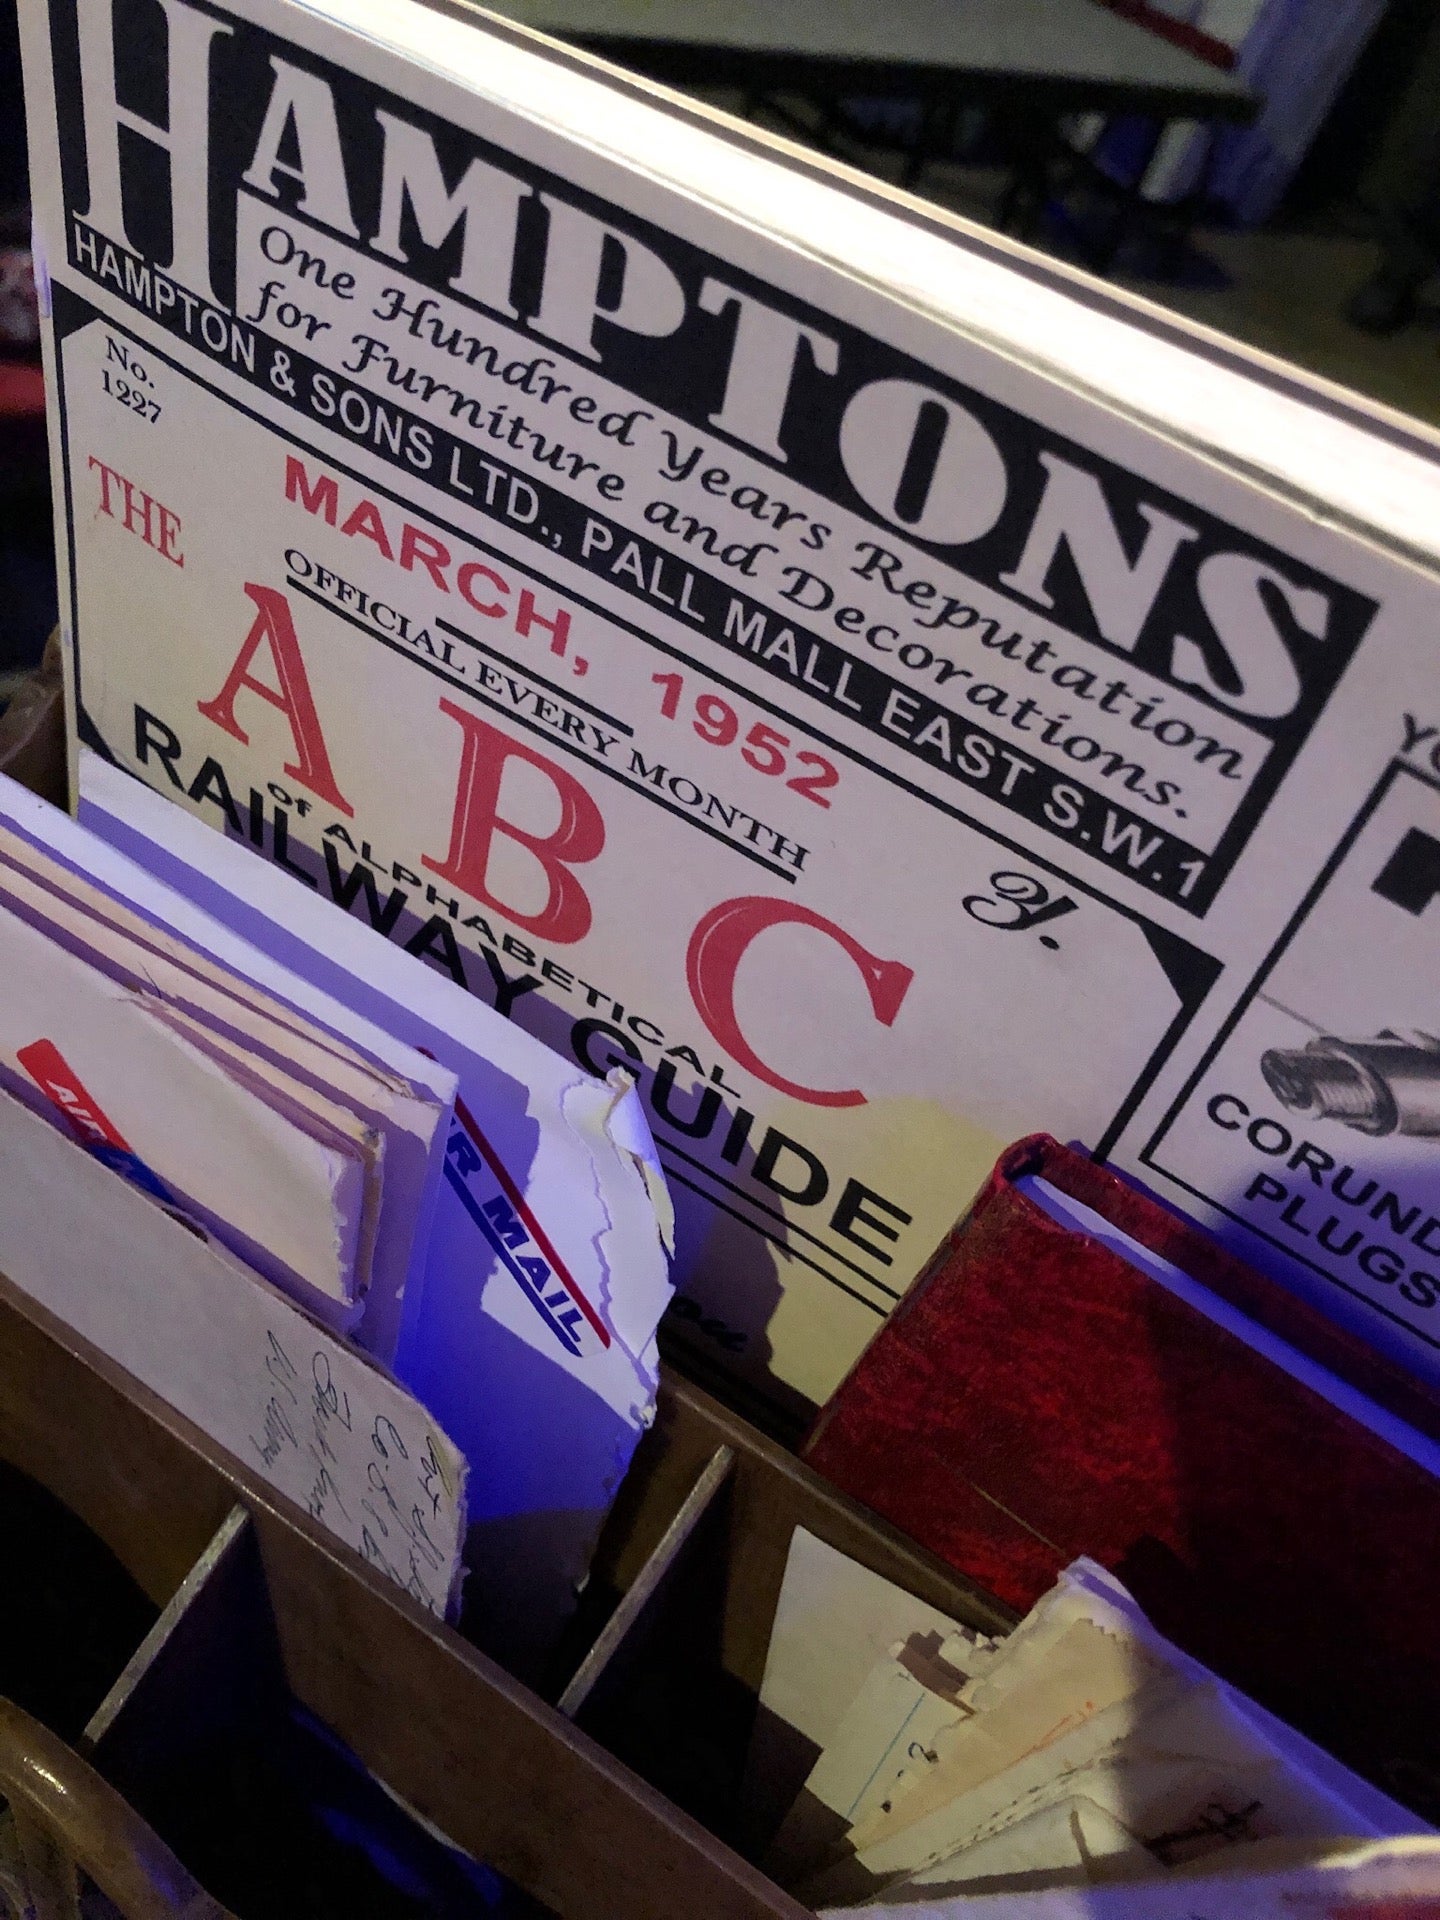 HAMPTONS
One Hundred Years Reputation
for Furniture and Decorations.
HAMPTON & SONS LTD., PALL MALL EAST S.W.1
No.
1227
MARCH, 1952
OFFICIAL EVERY MONTH
THE
A B C
OF ALPHABETICAL
RAILWAY GUIDE
CORUND
PLUGS
AIR MAIL